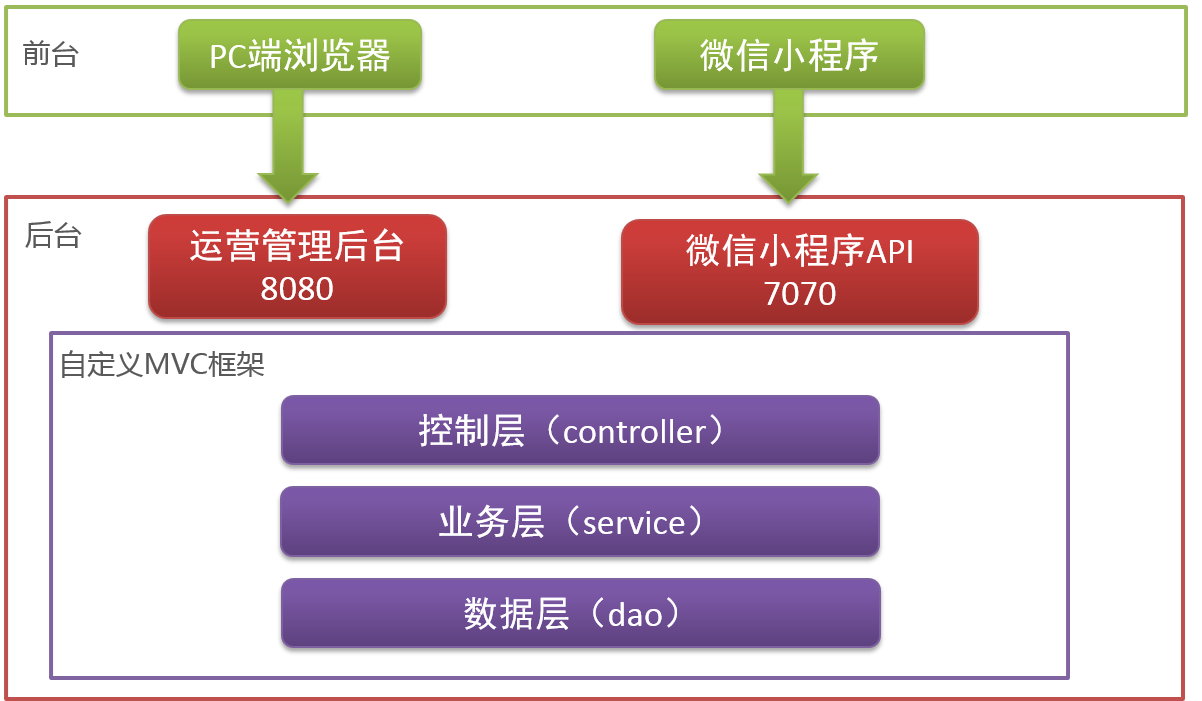 前台
PC端浏览器
微信小程序
后台
运营管理后台
8080
微信小程序API
7070
自定义MVC框架
控制层（controller）
业务层（service）
数据层（dao）